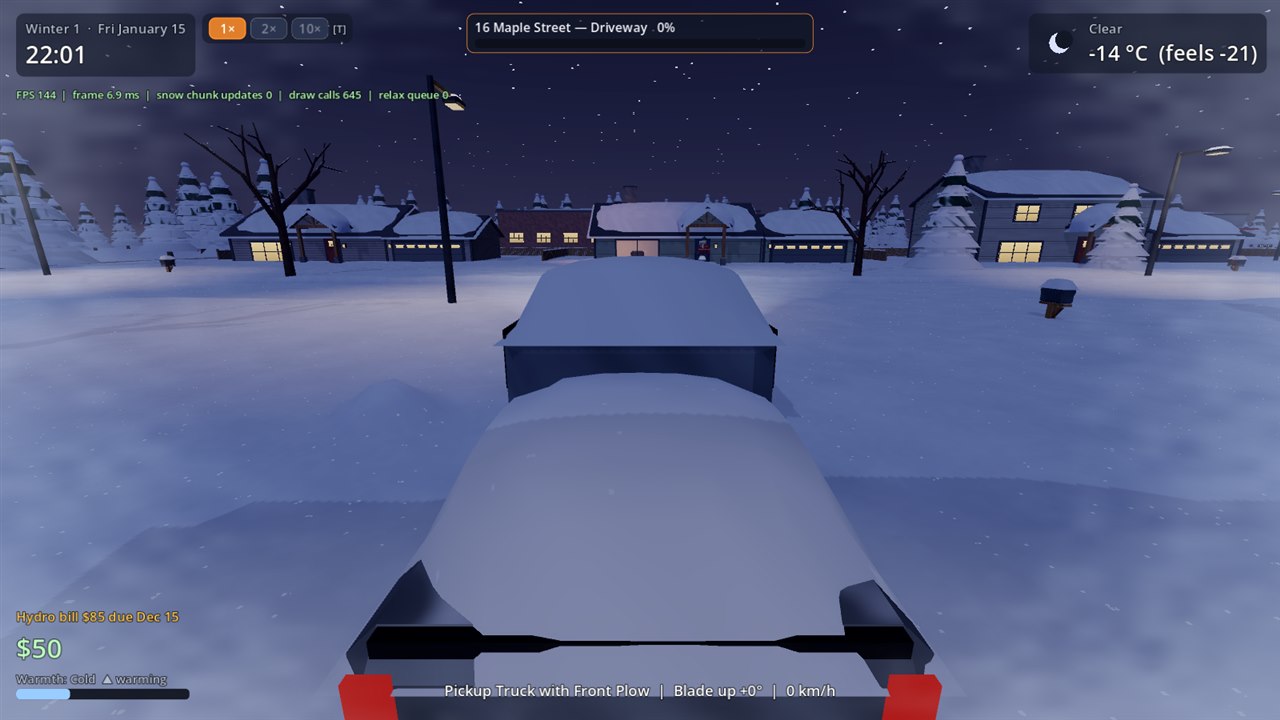 Winter 1 · Fri January 15
22:01
1×
2×
10×
[T]
16 Maple Street — Driveway 0%
Clear
-14 °C (feels -21)
FPS 144 | frame 6.9 ms | snow chunk updates 0 | draw calls 645 | relax queue 0
Hydro bill $85 due Dec 15
$50
Warmth: Cold ▲ warming
Pickup Truck with Front Plow | Blade up +0° | 0 km/h